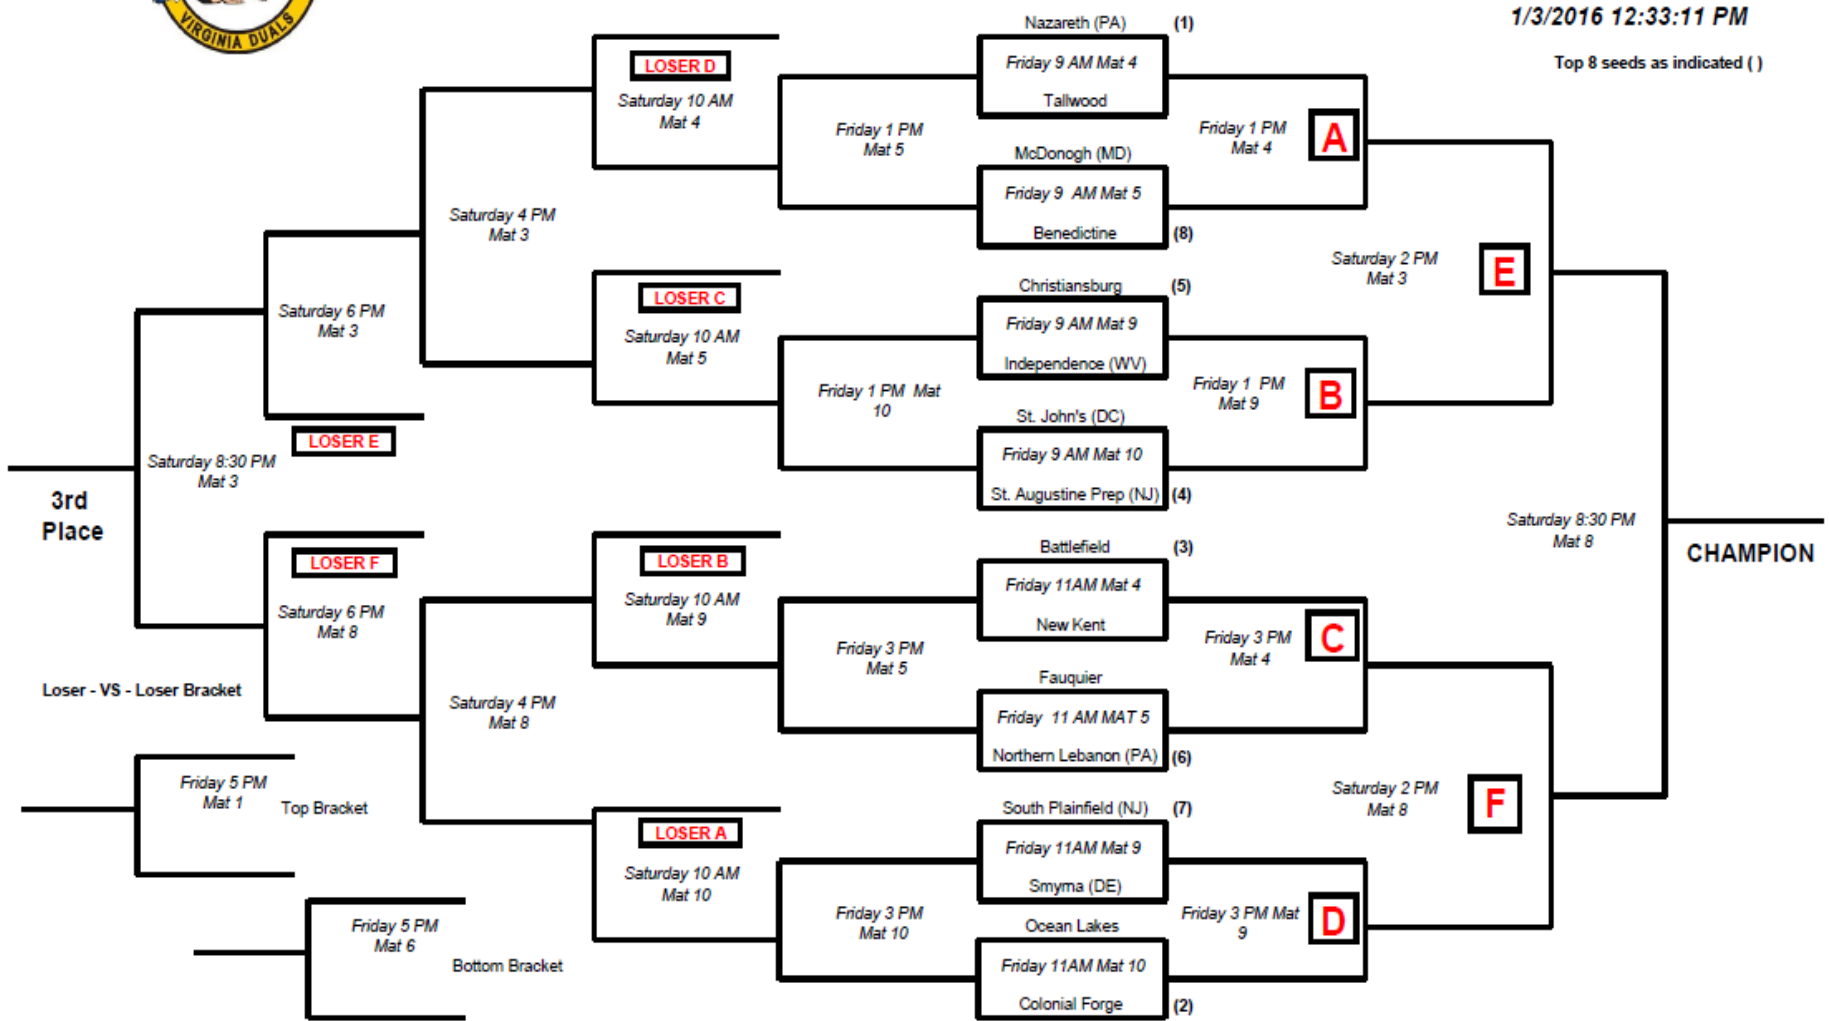 VIRGINIA DUALS
1/3/2016 12:33:11 PM
Top 8 seeds as indicated ( )
Nazareth (PA) (1)
Friday 9 AM Mat 4
Tallwood
McDonogh (MD)
Friday 9 AM Mat 5
Benedictine (8)
Christiansburg (5)
Friday 9 AM Mat 9
Independence (WV)
St. John's (DC)
Friday 9 AM Mat 10
St. Augustine Prep (NJ) (4)
Battlefield (3)
Friday 11AM Mat 4
New Kent
Fauquier
Friday 11 AM MAT 5
Northern Lebanon (PA) (6)
South Plainfield (NJ) (7)
Friday 11AM Mat 9
Smyrna (DE)
Ocean Lakes
Friday 11AM Mat 10
Colonial Forge (2)
Friday 1 PM
Mat 4
A
Friday 1 PM
Mat 9
B
Friday 3 PM
Mat 4
C
Friday 3 PM Mat
9
D
Saturday 2 PM
Mat 3
E
Saturday 2 PM
Mat 8
F
Saturday 8:30 PM
Mat 8
CHAMPION
Friday 1 PM
Mat 5
Friday 1 PM Mat
10
Friday 3 PM
Mat 5
Friday 3 PM
Mat 10
LOSER D
Saturday 10 AM
Mat 4
LOSER C
Saturday 10 AM
Mat 5
LOSER B
Saturday 10 AM
Mat 9
LOSER A
Saturday 10 AM
Mat 10
Saturday 4 PM
Mat 3
Saturday 4 PM
Mat 8
Saturday 6 PM
Mat 3
LOSER E
LOSER F
Saturday 6 PM
Mat 8
Saturday 8:30 PM
Mat 3
3rd
Place
Loser - VS - Loser Bracket
Friday 5 PM
Mat 1
Top Bracket
Friday 5 PM
Mat 6
Bottom Bracket